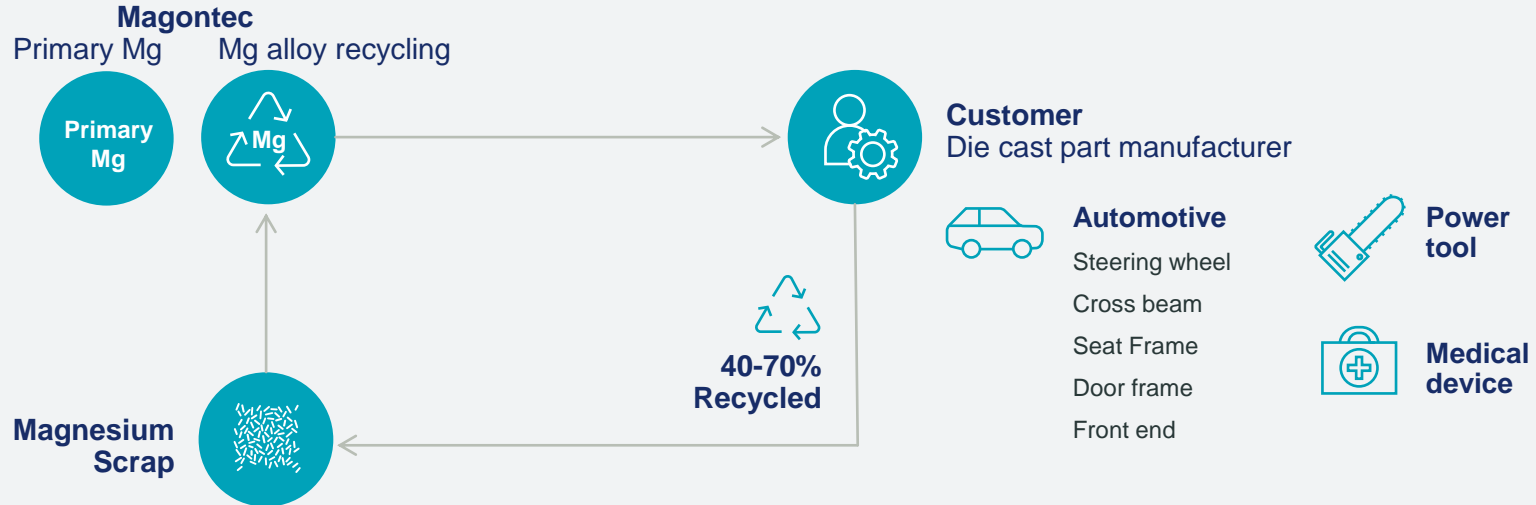 Magontec
Primary Mg
Mg alloy recycling
Primary
Mg
Mg
Customer
Die cast part manufacturer
Automotive
Steering wheel
Cross beam
Seat Frame
Door frame
Front end
Power
tool
Medical
device
40-70%
Recycled
Magnesium
Scrap